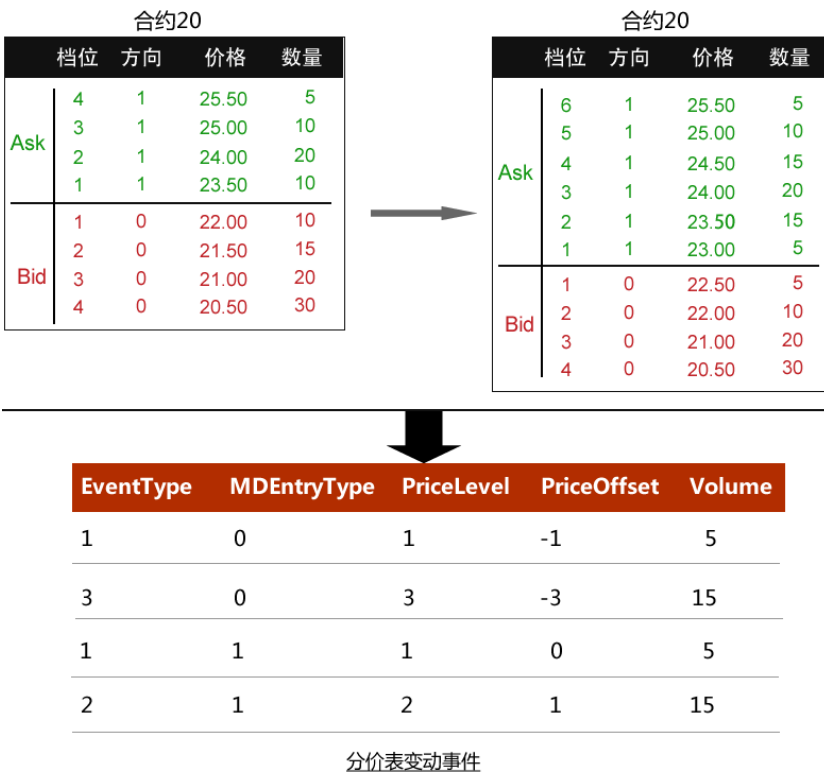 合约20
档位 方向 价格 数量
Ask
4 1 25.50 5
3 1 25.00 10
2 1 24.00 20
1 1 23.50 10
Bid
1 0 22.00 10
2 0 21.50 15
3 0 21.00 20
4 0 20.50 30
合约20
档位 方向 价格 数量
Ask
6 1 25.50 5
5 1 25.00 10
4 1 24.50 15
3 1 24.00 20
2 1 23.50 15
1 1 23.00 5
Bid
1 0 22.50 5
2 0 22.00 10
3 0 21.00 20
4 0 20.50 30
EventType MDEntryType PriceLevel PriceOffset Volume
1 0 1 -1 5
3 0 3 -3 15
1 1 1 0 5
2 1 2 1 15
分价表变动事件